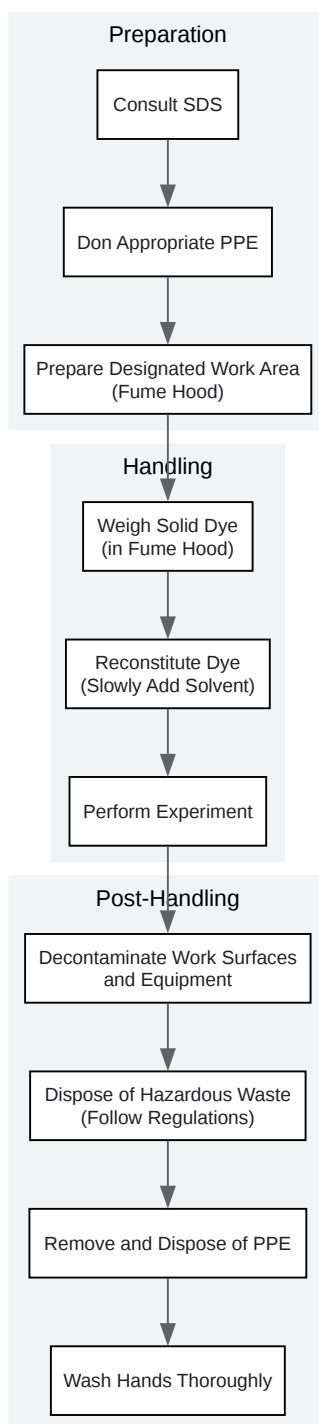 Preparation
Consult SDS
Don Appropriate PPE
Prepare Designated Work Area
(Fume Hood)
Handling
Weigh Solid Dye
(in Fume Hood)
Reconstitute Dye
(Slowly Add Solvent)
Perform Experiment
Post-Handling
Decontaminate Work Surfaces
and Equipment
Dispose of Hazardous Waste
(Follow Regulations)
Remove and Dispose of PPE
Wash Hands Thoroughly